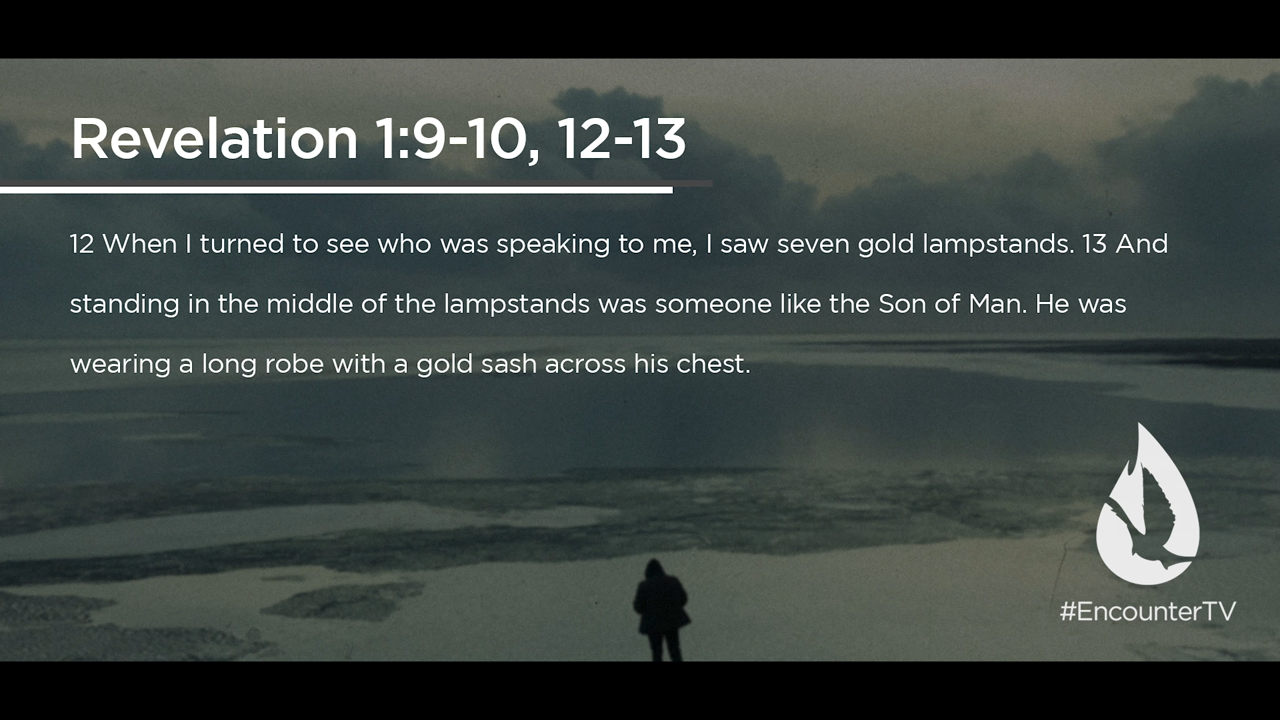 Revelation 1:9-10, 12-13
12 When I turned to see who was speaking to me, I saw seven gold lampstands. 13 And
standing in the middle of the lampstands was someone like the Son of Man. He was
wearing a long robe with a gold sash across his chest.
#EncounterTV